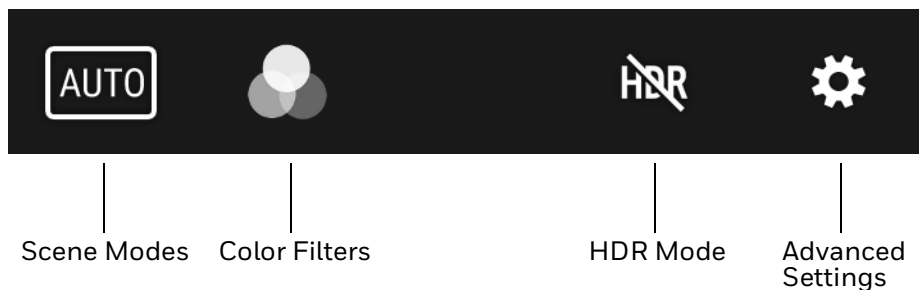 AUTO
HDR
Scene Modes
Color Filters
HDR Mode
Advanced
Settings